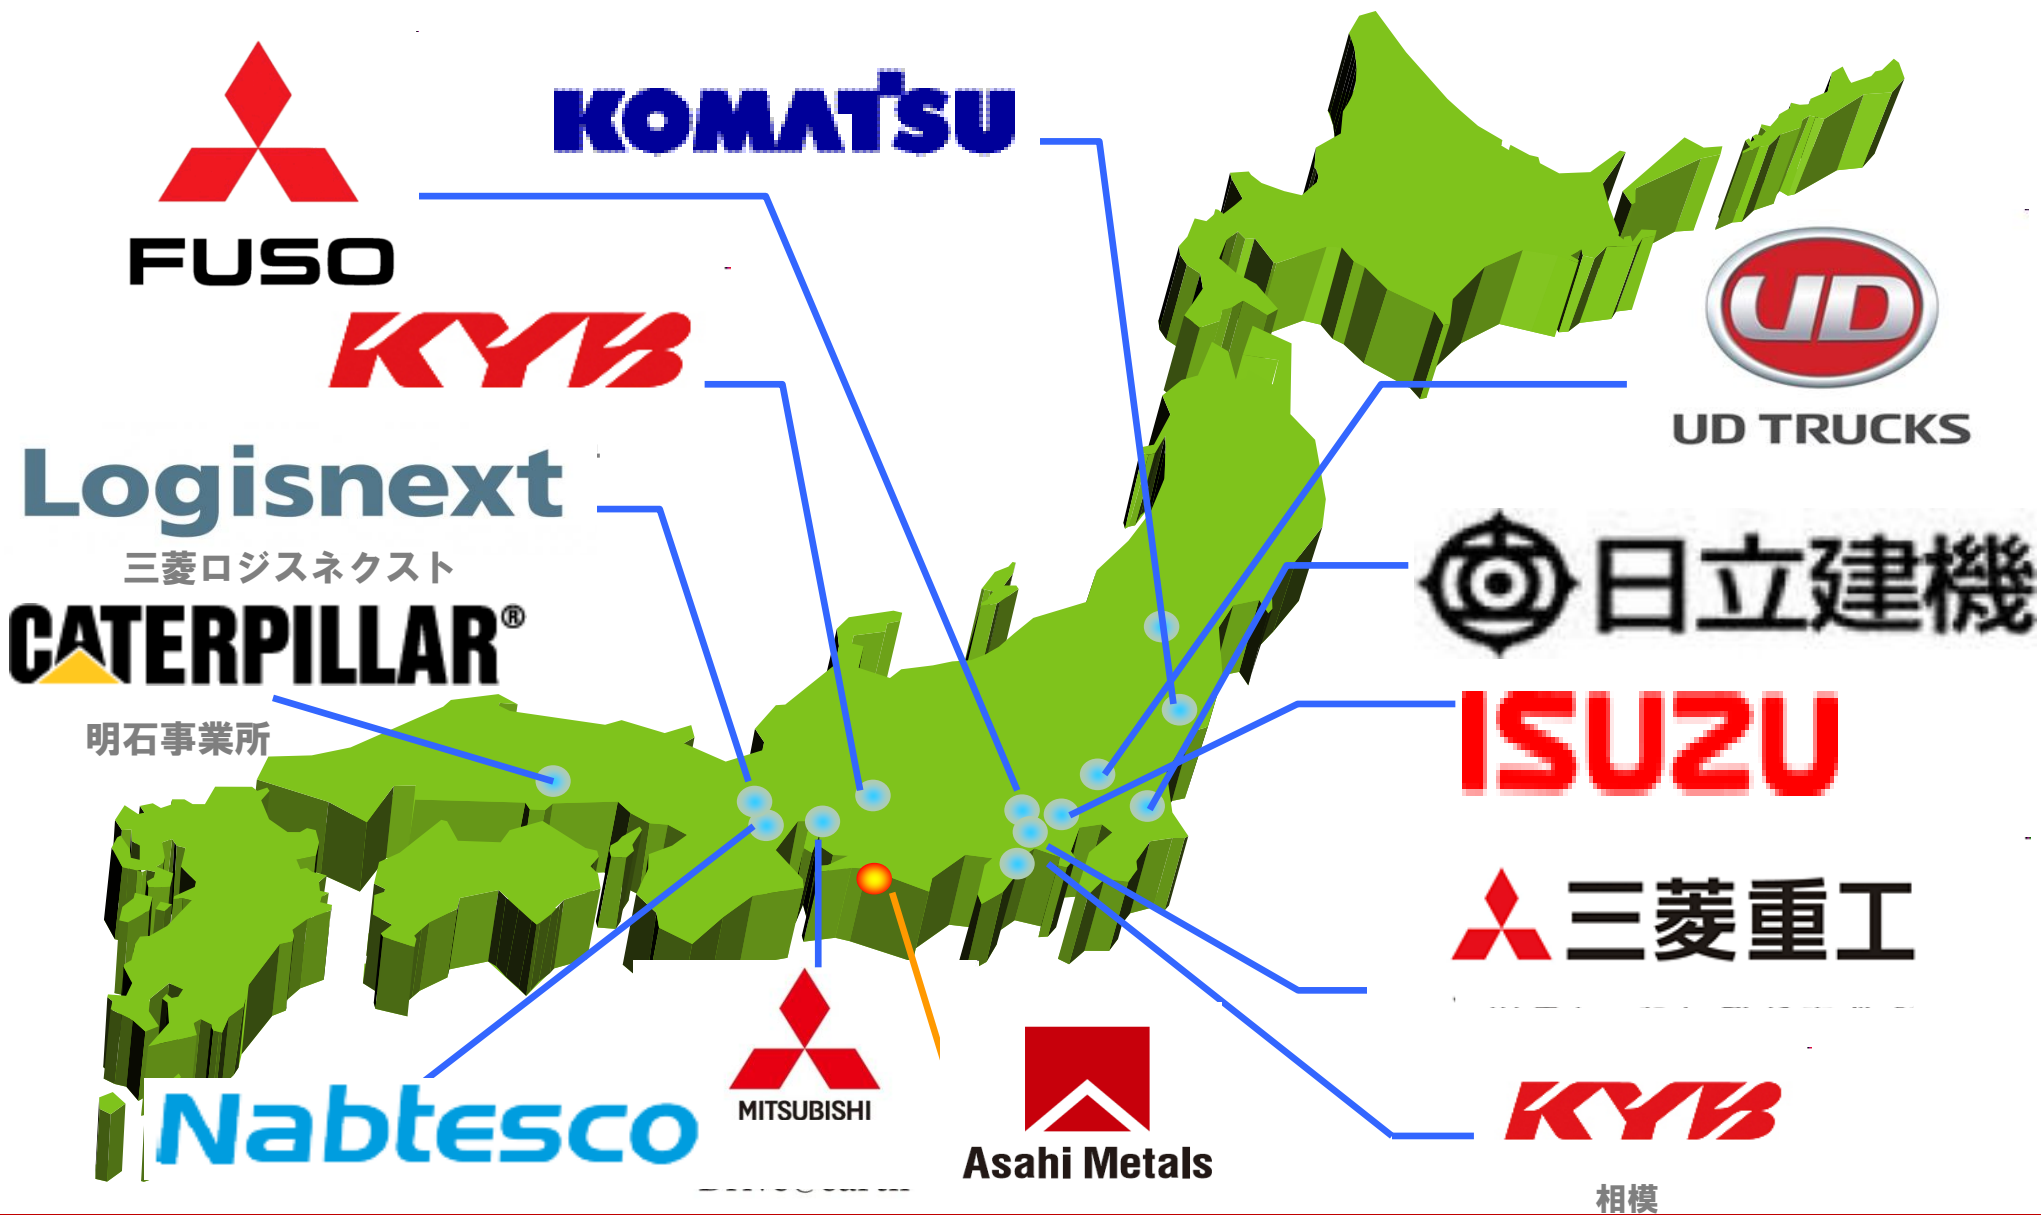 KOMATSU
FUSO
KYB
UD
UD TRUCKS
Logisnext
三菱ロジスネクスト
日立建機
CATERPILLAR®
明石事業所
ISUZU
三菱重工
MITSUBISHI
Nabtesco
Asahi Metals
KYB
相模